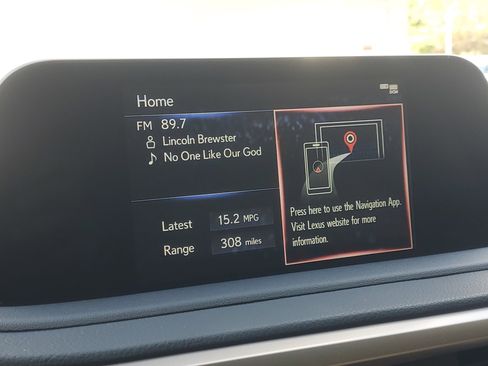 Home
FM 89.7
Lincoln Brewster
No One Like Our God
Latest 15.2 MPG
Range 308 miles
Press here to use the Navigation App.
Visit Lexus website for more
information.